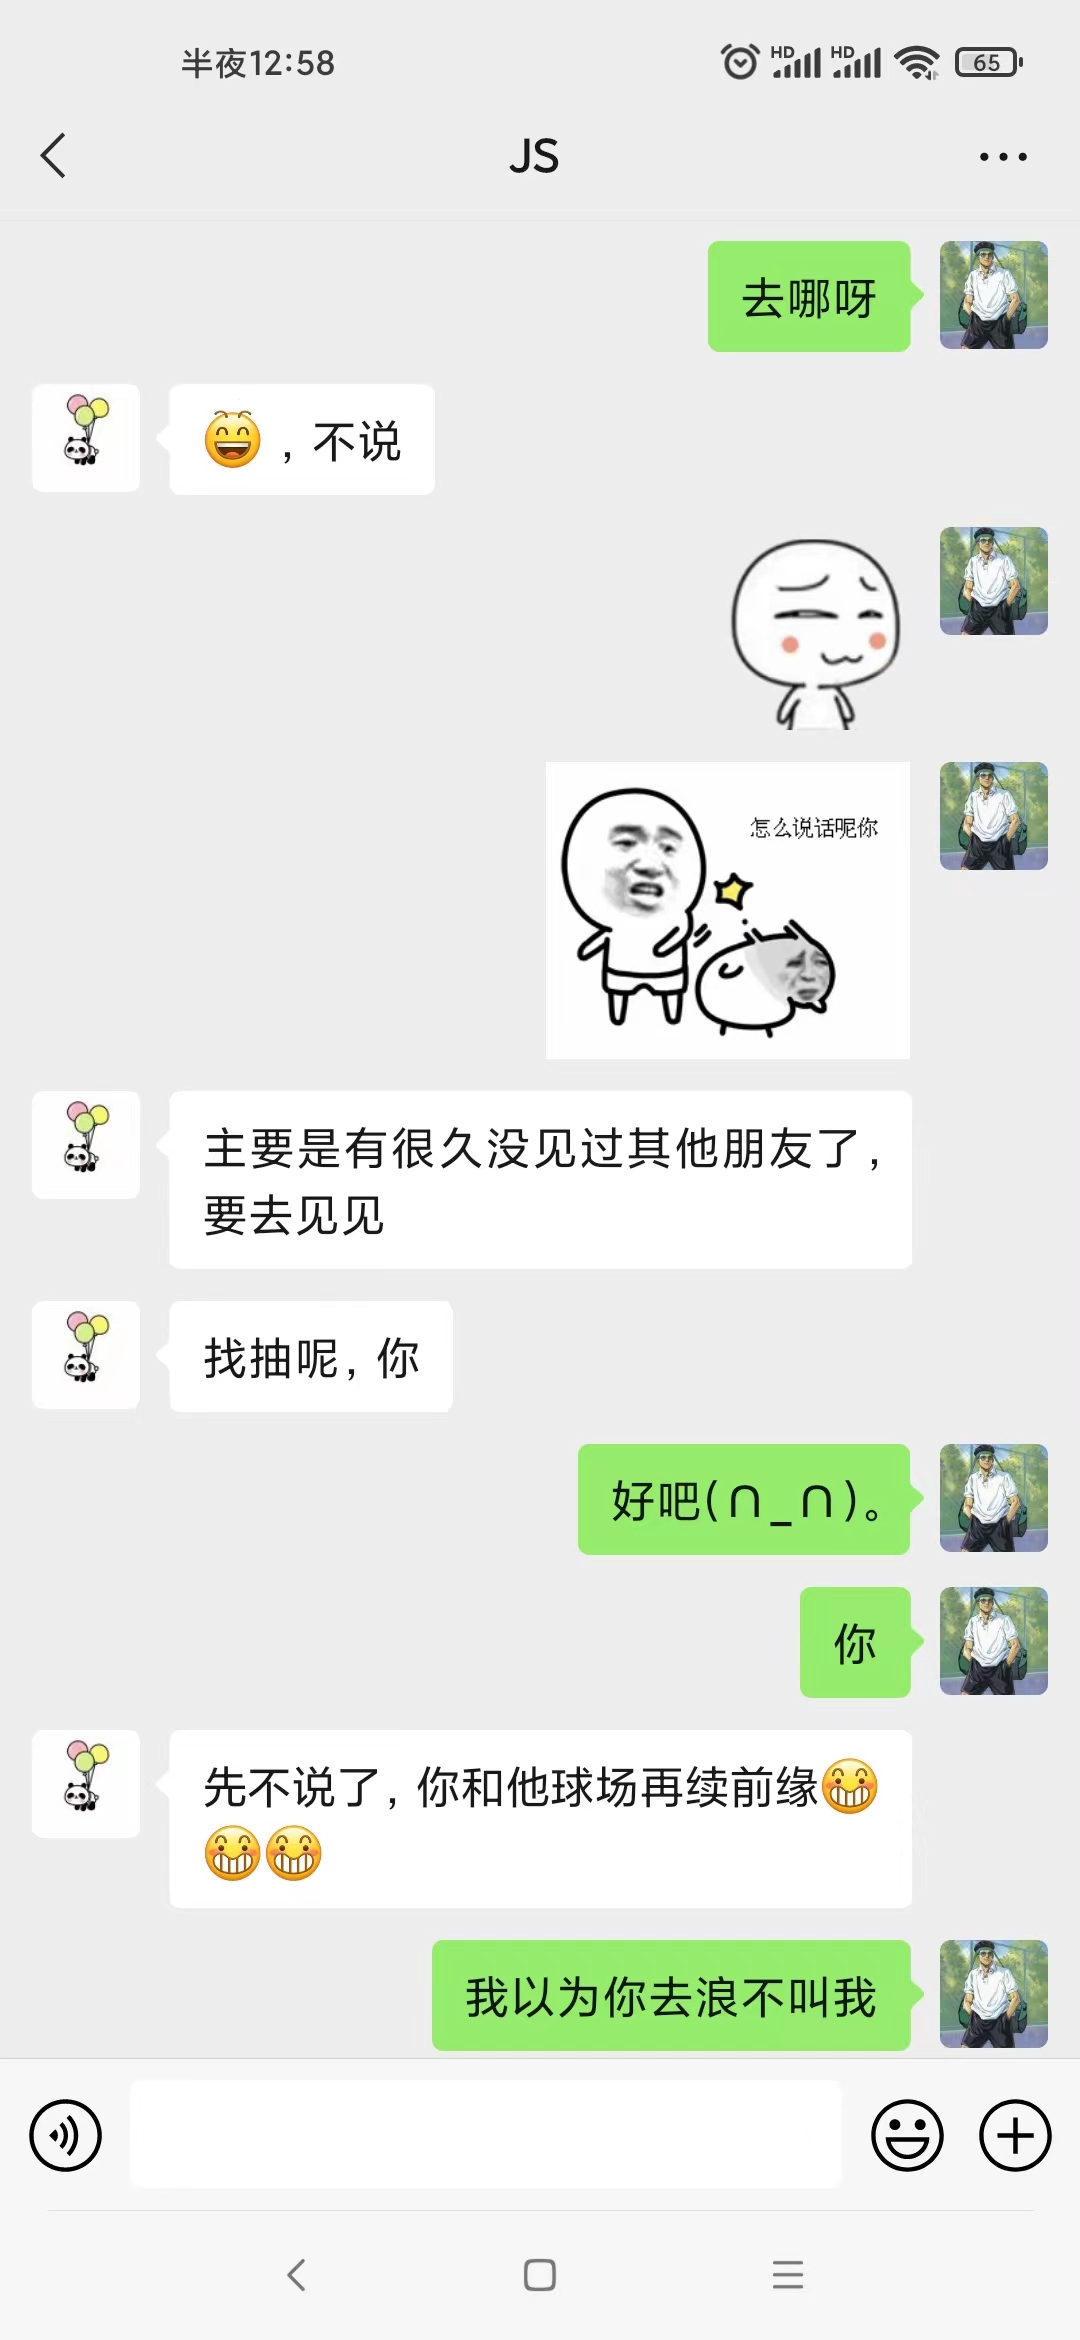 半夜12:58
HD HD 65
JS
去哪呀
😄，不说
怎么说话呢你
主要是有很久没见过其他朋友了，
要去见见
找抽呢，你
好吧(∩_∩)。
你
先不说了，你和他球场再续前缘😁
😁😁
我以为你去浪不叫我